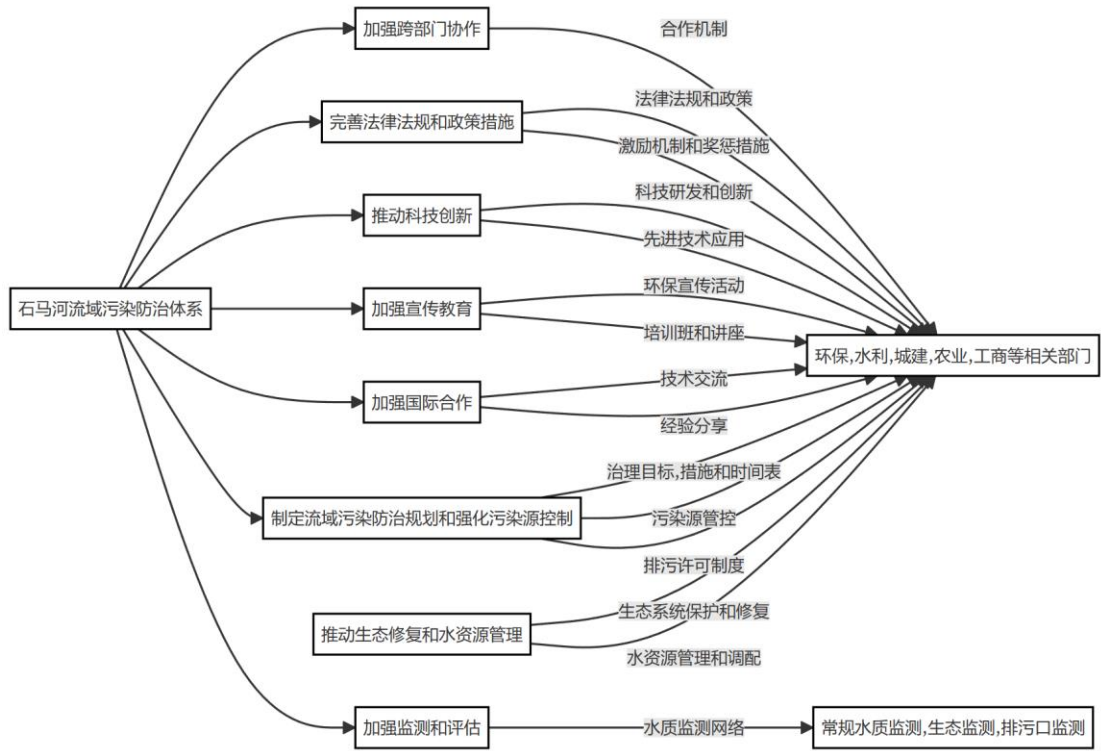 加强跨部门协作
合作机制
法律法规和政策
完善法律法规和政策措施
激励机制和奖惩措施
科技研发和创新
推动科技创新
先进技术应用
环保宣传活动
石马河流域污染防治体系
加强宣传教育
培训班和讲座
环保,水利,城建,农业,工商等相关部门
技术交流
加强国际合作
经验分享
治理目标,措施和时间表
制定流域污染防治规划和强化污染源控制
污染源管控
排污许可制度
生态系统保护和修复
推动生态修复和水资源管理
水资源管理和调配
加强监测和评估
水质监测网络
常规水质监测,生态监测,排污口监测